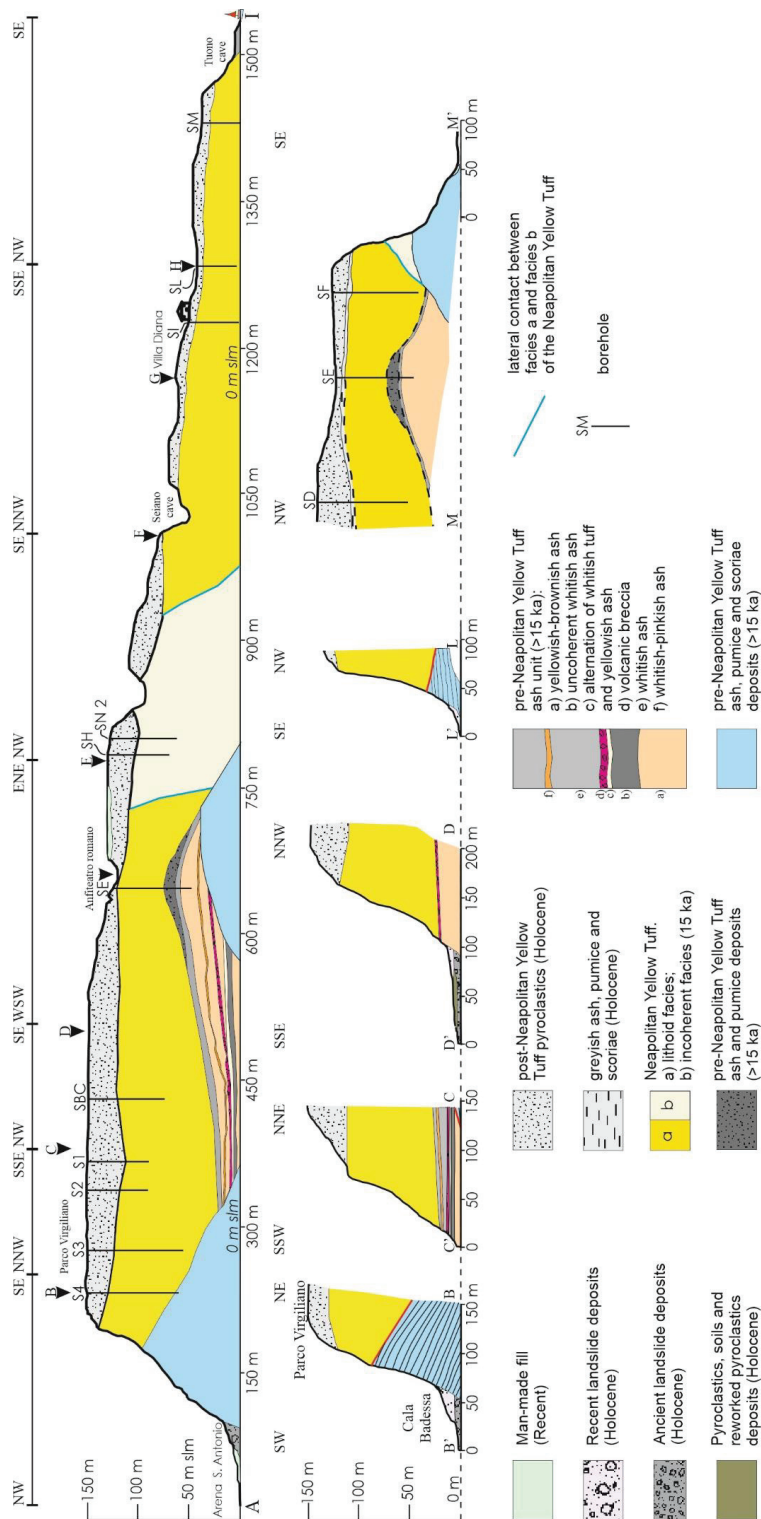 NW SW
SE NNW
SSE NW
SE WSW
ENE NW
SE NNW
SSE NW
SE
150 m
100 m
50 m slm
Arena S. Antonio
A
B
S4
S3
Parco Virgiliano
S2
S1
C
SBC
D
SE
Anfiteatro romano
E
SH
SN 2
F
Seiano
cave
G
Villa Diana
SI
SL
H
SM
Tuono
cave
I
0 m slm
0 m slm
150 m
300 m
450 m
600 m
750 m
900 m
1050 m
1200 m
1350 m
1500 m
150 m
100 m
50 m
0 m
Parco Virgiliano
NE
Cala
Badessa
B'
B
0 50 100 150 m
SSW
NNE
C'
C
0 50 100 150 m
SSE
NNW
D'
D
0 50 100 150 200 m
SE
NW
L'
L
0 50 100 m
NW
SE
SD
SE
SF
M
M'
0 50 100 m
Man-made fill
(Recent)
Recent landslide deposits
(Holocene)
Ancient landslide deposits
(Holocene)
Pyroclastics, soils and
reworked pyroclastics
deposits (Holocene)
post-Neapolitan Yellow
Tuff pyroclastics (Holocene)
greyish ash, pumice and
scoriae (Holocene)
a b
Neapolitan Yellow Tuff.
a) lithoid facies;
b) incoherent facies (15 ka)
pre-Neapolitan Yellow Tuff
ash and pumice deposits
(>15 ka)
f)
e)
d)
c)
b)
a)
pre-Neapolitan Yellow Tuff
ash unit (>15 ka):
a) yellowish-brownish ash
b) uncoherent whitish ash
c) alternation of whitish tuff
and yellowish ash
d) volcanic breccia
e) whitish ash
f) whitish-pinkish ash
pre-Neapolitan Yellow Tuff
ash, pumice and scoriae
deposits (>15 ka)
lateral contact between
facies a and facies b
of the Neapolitan Yellow Tuff
SM
borehole